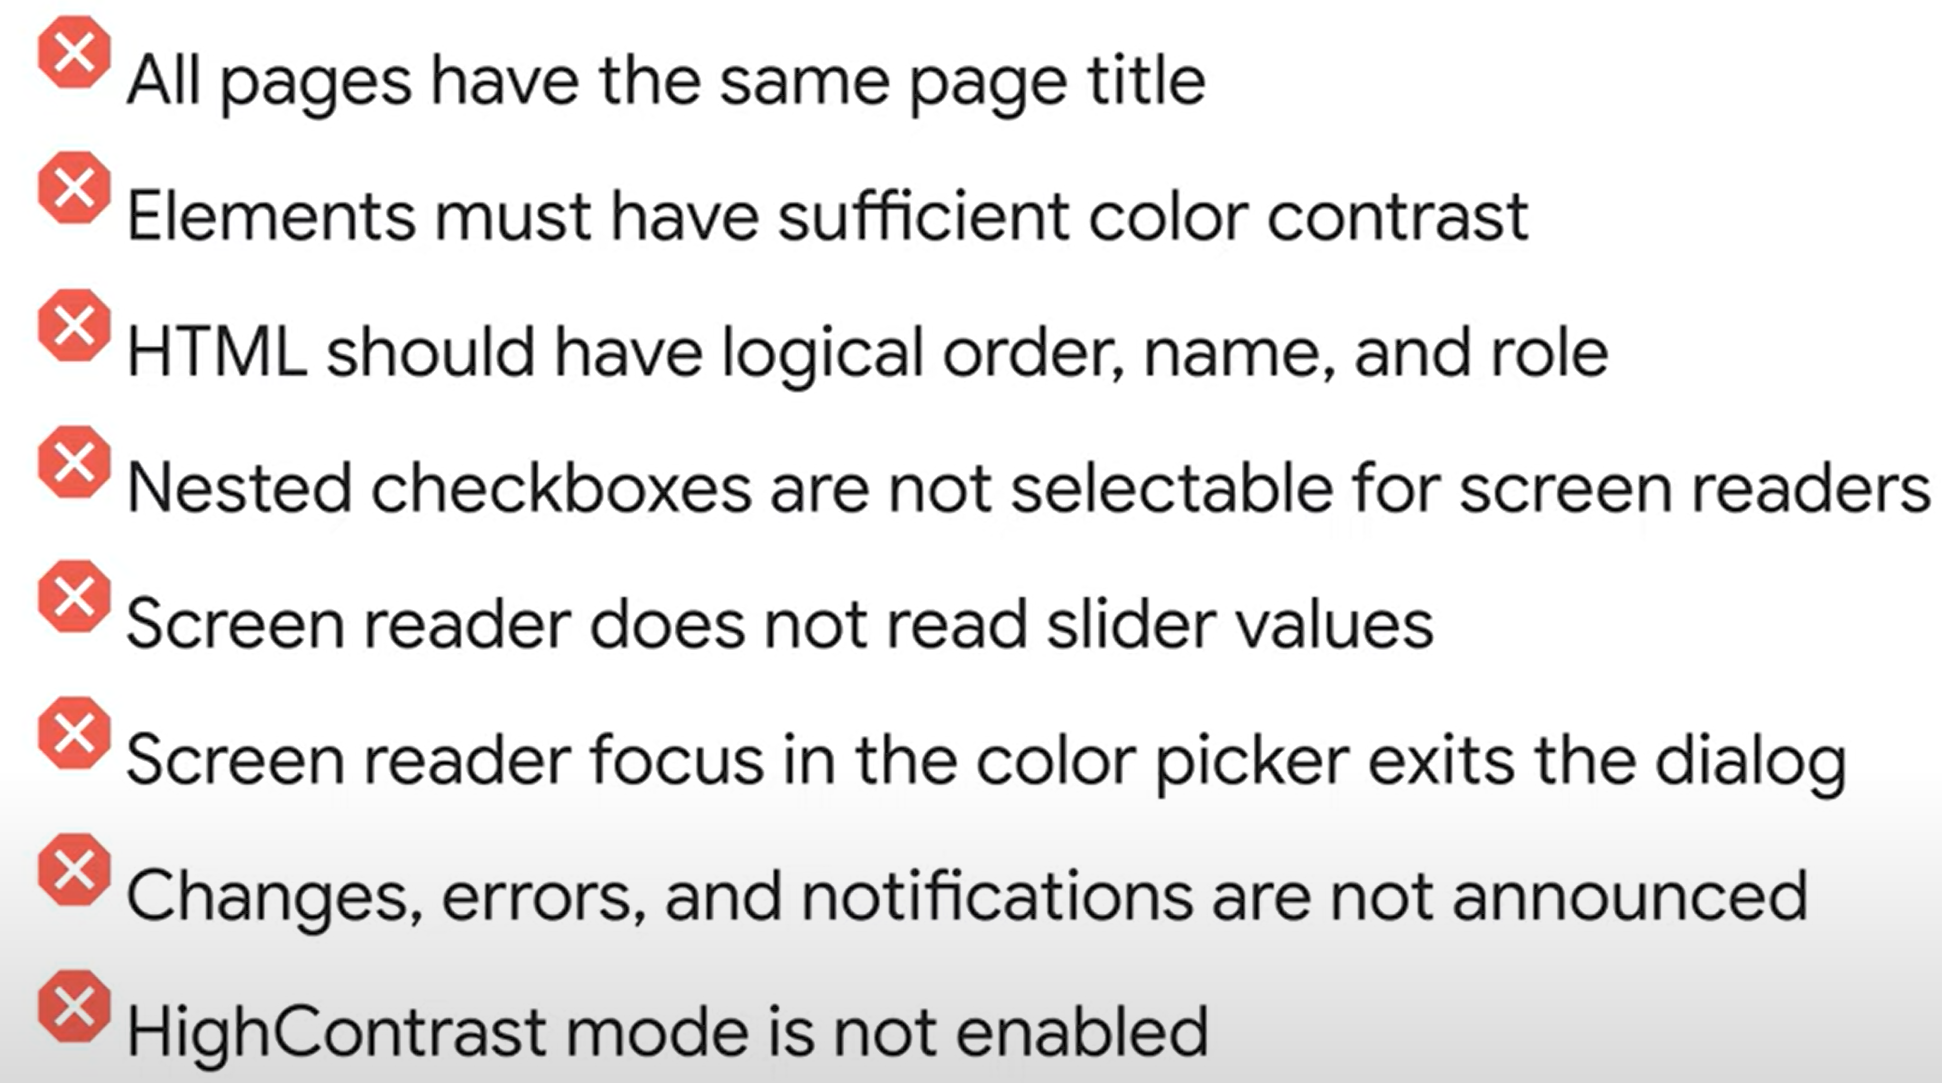 All pages have the same page title
Elements must have sufficient color contrast
HTML should have logical order, name, and role
Nested checkboxes are not selectable for screen readers
Screen reader does not read slider values
Screen reader focus in the color picker exits the dialog
Changes, errors, and notifications are not announced
HighContrast mode is not enabled